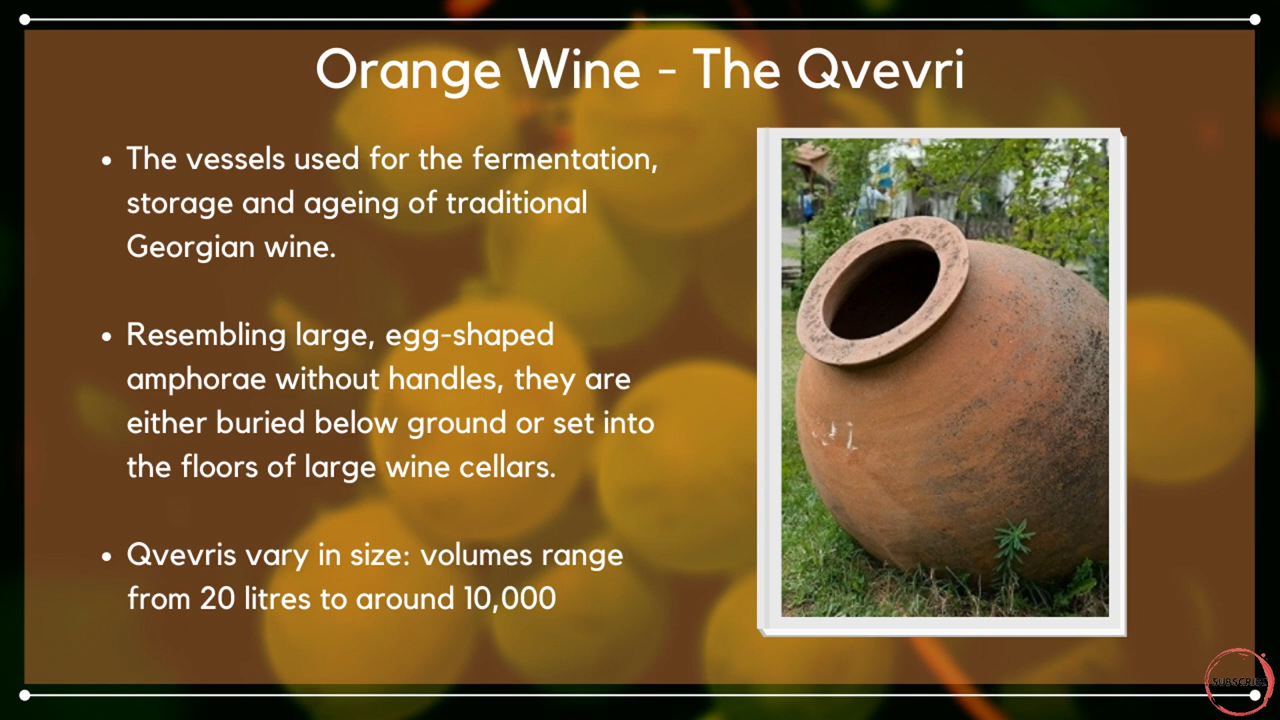 Orange Wine - The Qvevri
• The vessels used for the fermentation,
storage and ageing of traditional
Georgian wine.
• Resembling large, egg-shaped
amphorae without handles, they are
either buried below ground or set into
the floors of large wine cellars.
• Qvevris vary in size: volumes range
from 20 litres to around 10,000
SUBSCRIBE